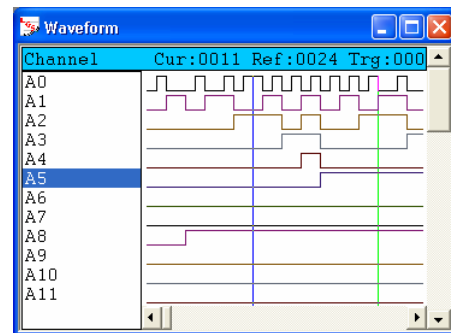 Waveform
Channel Cur:0011 Ref:0024 Trg:000
A0
A1
A2
A3
A4
A5
A6
A7
A8
A9
A10
A11